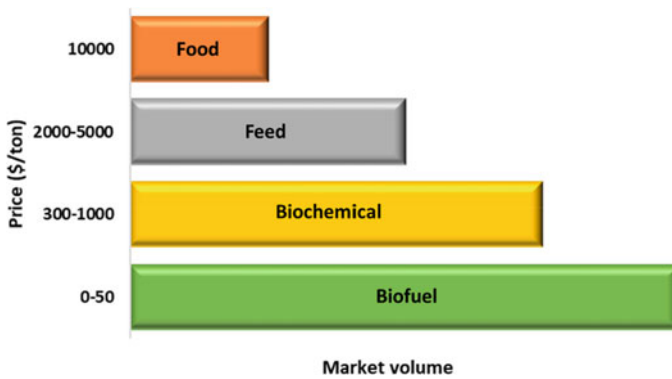 Price ($/ton)
10000
Food
2000-5000
Feed
300-1000
Biochemical
0-50
Biofuel
Market volume